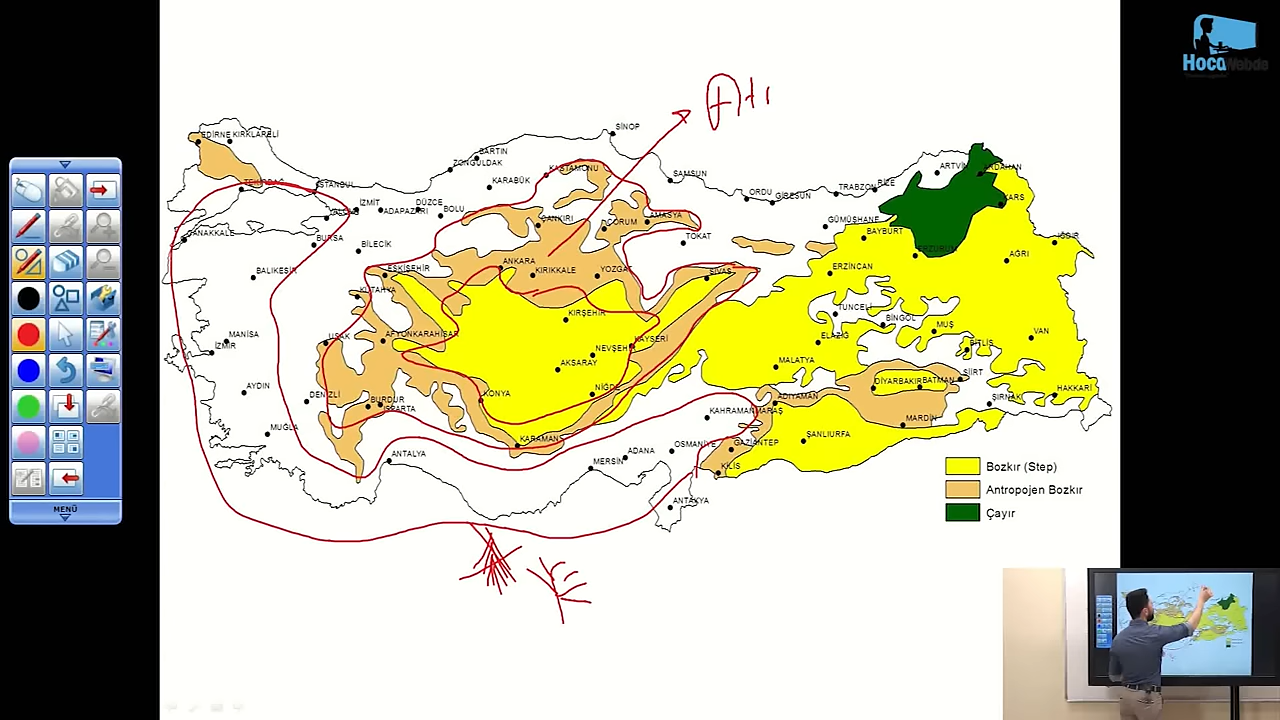 Hoca Webde
SİNOP
EDİRNE KIRKLARELİ
BARTIN
ZONGULDAK
KASTAMONU
SAMSUN
ARTVİN
ARDAHAN
TEKİRDAĞ
İSTANBUL
KARABÜK
ORDU
GİRESUN
TRABZON
RİZE
KARS
İZMİT
DÜZCE
ADAPAZARI
BOLU
ÇANKIRI
ÇORUM
AMASYA
GÜMÜŞHANE
BAYBURT
ÇANAKKALE
BURSA
BİLECİK
TOKAT
ERZURUM
IĞDIR
AĞRI
BALIKESİR
ESKİŞEHİR
ANKARA
KIRIKKALE
YOZGAT
SİVAS
ERZİNCAN
KÜTAHYA
TUNCELİ
BİNGÖL
MUŞ
VAN
MANİSA
İZMİR
UŞAK
AFYONKARAHİSAR
KIRŞEHİR
NEVŞEHİR
KAYSERİ
ELAZIĞ
BİTLİS
AKSARAY
MALATYA
SİİRT
AYDIN
DENİZLİ
BURDUR
ISPARTA
KONYA
NİĞDE
DİYARBAKIR
BATMAN
HAKKARİ
ŞIRNAK
ADIYAMAN
MARDİN
MUĞLA
ANTALYA
KARAMAN
KAHRAMANMARAŞ
OSMANİYE
GAZİANTEP
ŞANLIURFA
MERSİN
ADANA
KİLİS
ANTAKYA
Bozkır (Step)
Antropojen Bozkır
Çayır
MENÜ